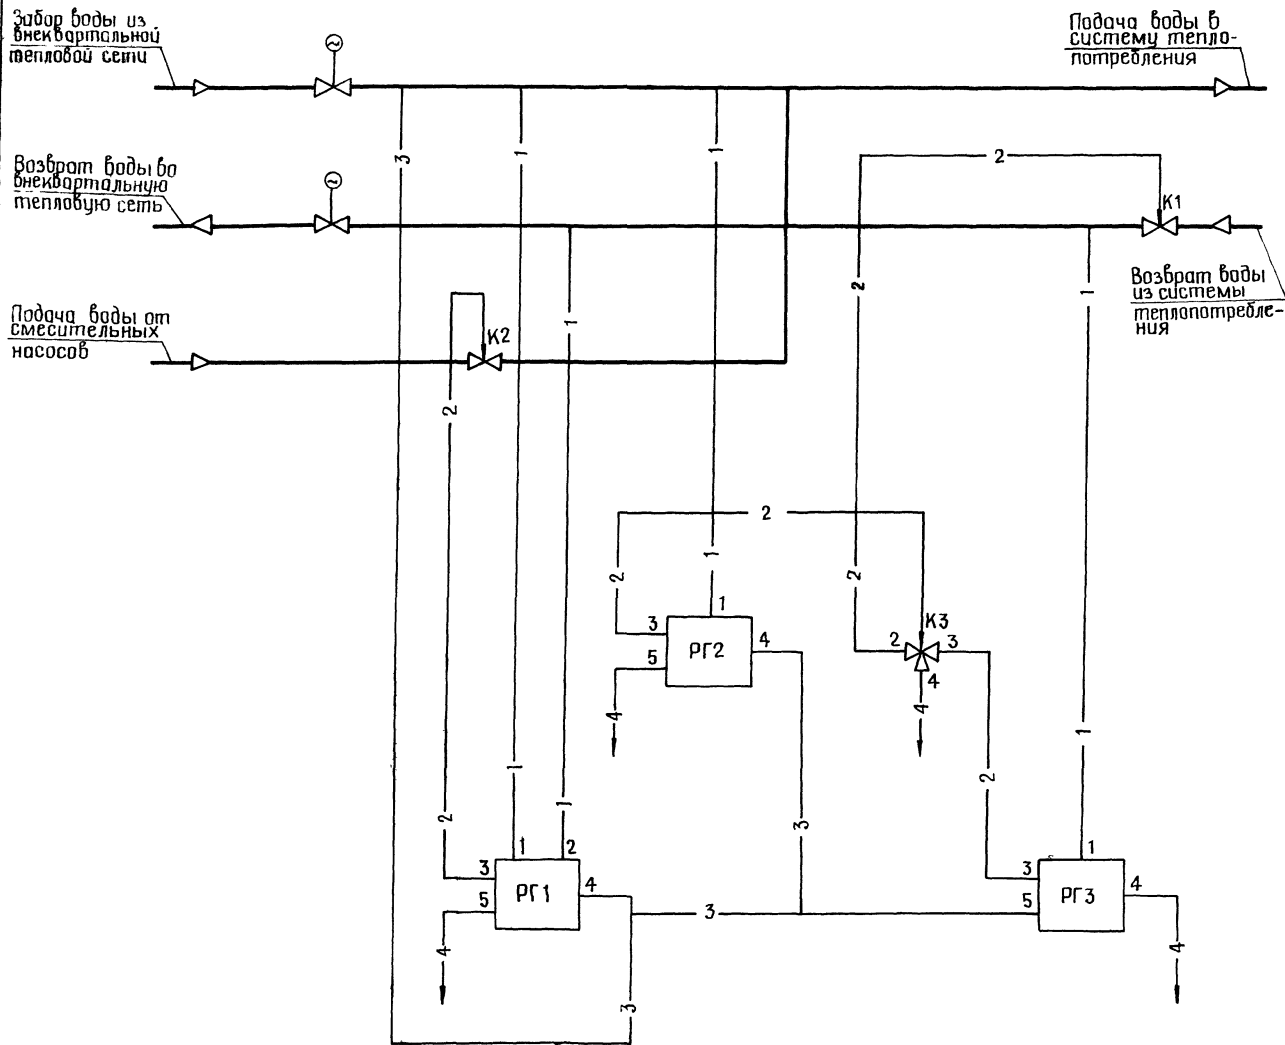 Забор воды из
внеквартальной
тепловой сети
Подача воды в
систему тепло-
потребления
~
3
1
1
2
Возврат воды во
внеквартальную
тепловую сеть
~
К1
2
1
Возврат воды
из системы
теплопотребле-
ния
Подача воды от
смесительных
насосов
1
К2
2
2
1
2
2
1
3
РГ2
4
5
К3
2
3
4
4
4
1
1
2
1
2
3
1
2
1
3
РГ1
4
5
3
3
РГ3
4
5
4
4
3